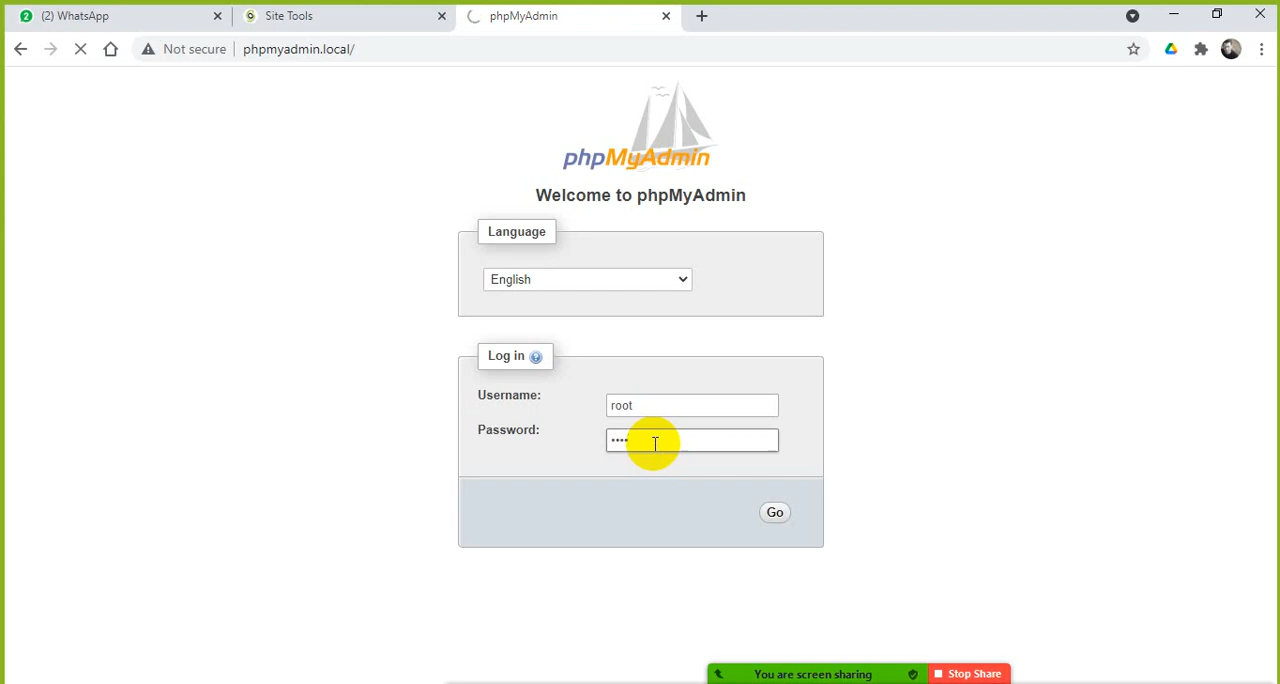 2 (2) WhatsApp Site Tools phpMyAdmin
Not secure phpmyadmin.local/
phpMyAdmin
Welcome to phpMyAdmin
Language
English
Log in
Username: root
Password: ••••
Go
You are screen sharing Stop Share